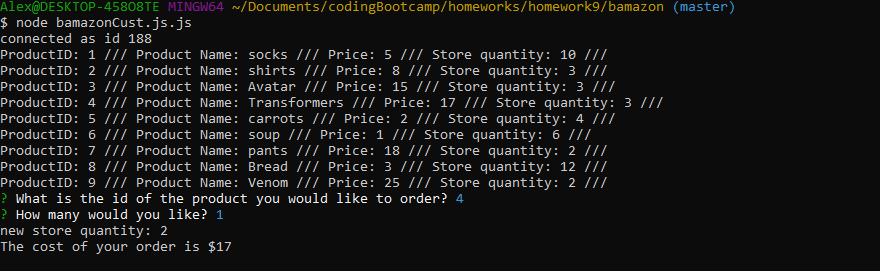 Alex@DESKTOP-458O8TE MINGW64 ~/Documents/codingBootcamp/homeworks/homework9/bamazon (master)
$ node bamazonCust.js.js
connected as id 188
ProductID: 1 /// Product Name: socks /// Price: 5 /// Store quantity: 10 ///
ProductID: 2 /// Product Name: shirts /// Price: 8 /// Store quantity: 3 ///
ProductID: 3 /// Product Name: Avatar /// Price: 15 /// Store quantity: 3 ///
ProductID: 4 /// Product Name: Transformers /// Price: 17 /// Store quantity: 3 ///
ProductID: 5 /// Product Name: carrots /// Price: 2 /// Store quantity: 4 ///
ProductID: 6 /// Product Name: soup /// Price: 1 /// Store quantity: 6 ///
ProductID: 7 /// Product Name: pants /// Price: 18 /// Store quantity: 2 ///
ProductID: 8 /// Product Name: Bread /// Price: 3 /// Store quantity: 12 ///
ProductID: 9 /// Product Name: Venom /// Price: 25 /// Store quantity: 2 ///
? What is the id of the product you would like to order? 4
? How many would you like? 1
new store quantity: 2
The cost of your order is $17